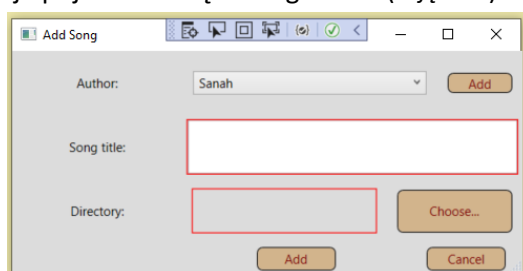 Add Song
Author:
Sanah
Add
Song title:
Directory:
Choose...
Add
Cancel